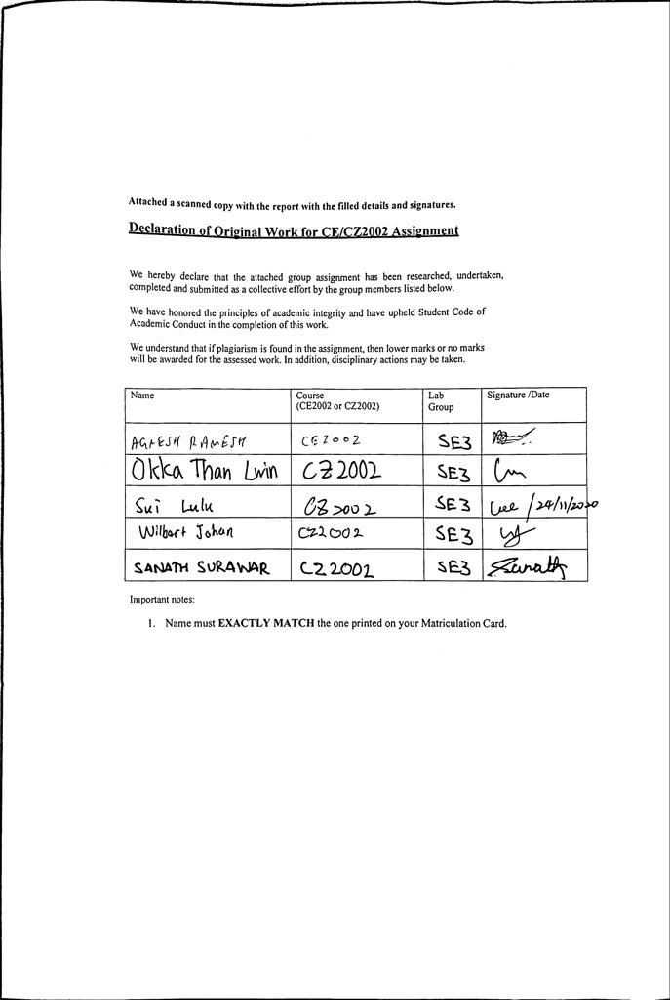 Attached a scanned copy with the report with the filled details and signatures.
Declaration of Original Work for CE/CZ2002 Assignment
We hereby declare that the attached group assignment has been researched, undertaken,
completed and submitted as a collective effort by the group members listed below.
We have honored the principles of academic integrity and have upheld Student Code of
Academic Conduct in the completion of this work.
We understand that if plagiarism is found in the assignment, then lower marks or no marks
will be awarded for the assessed work. In addition, disciplinary actions may be taken.
Name Course Lab Signature /Date
(CE2002 or CZ2002) Group
RAMESH CE2002 SE3
Okka Than Lwin CZ2002 SE3
Sui Lulu CZ2002 SE3 /24/11/2020
Wilbert Johan CZ2002 SE3
SANATH SURAWAR CZ2002 SE3 Sanath
Important notes:
1. Name must EXACTLY MATCH the one printed on your Matriculation Card.